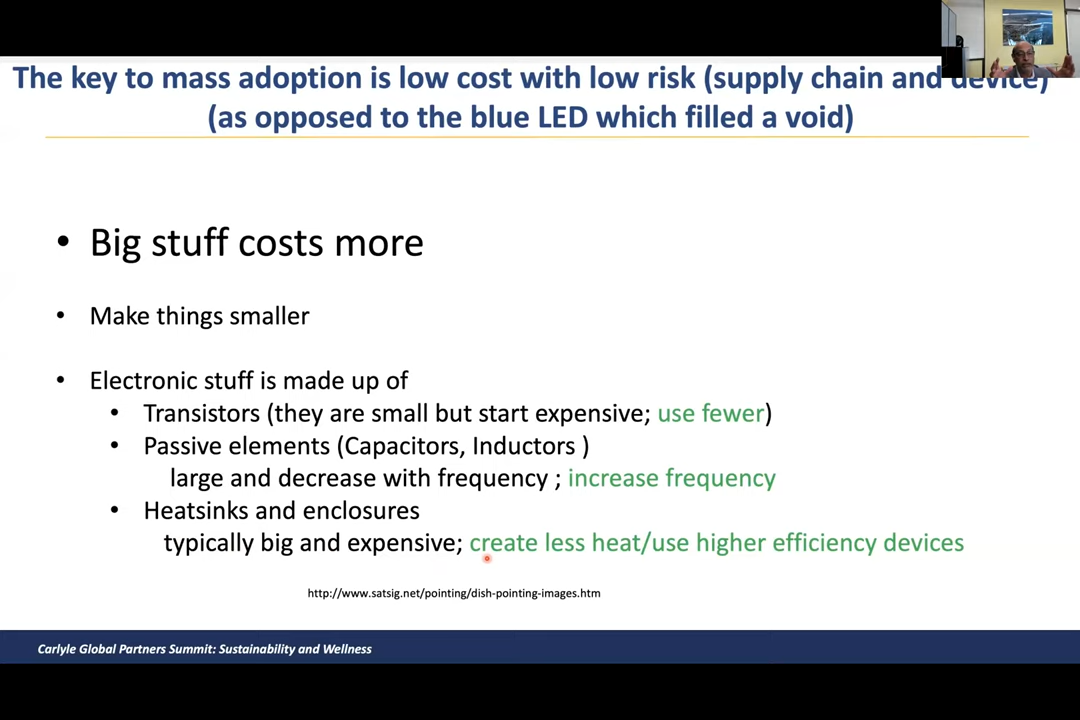 The key to mass adoption is low cost with low risk (supply chain and device)
(as opposed to the blue LED which filled a void)
• Big stuff costs more
• Make things smaller
• Electronic stuff is made up of
• Transistors (they are small but start expensive; use fewer)
• Passive elements (Capacitors, Inductors )
large and decrease with frequency ; increase frequency
• Heatsinks and enclosures
typically big and expensive; create less heat/use higher efficiency devices
http://www.satsig.net/pointing/dish-pointing-images.htm
Carlyle Global Partners Summit: Sustainability and Wellness